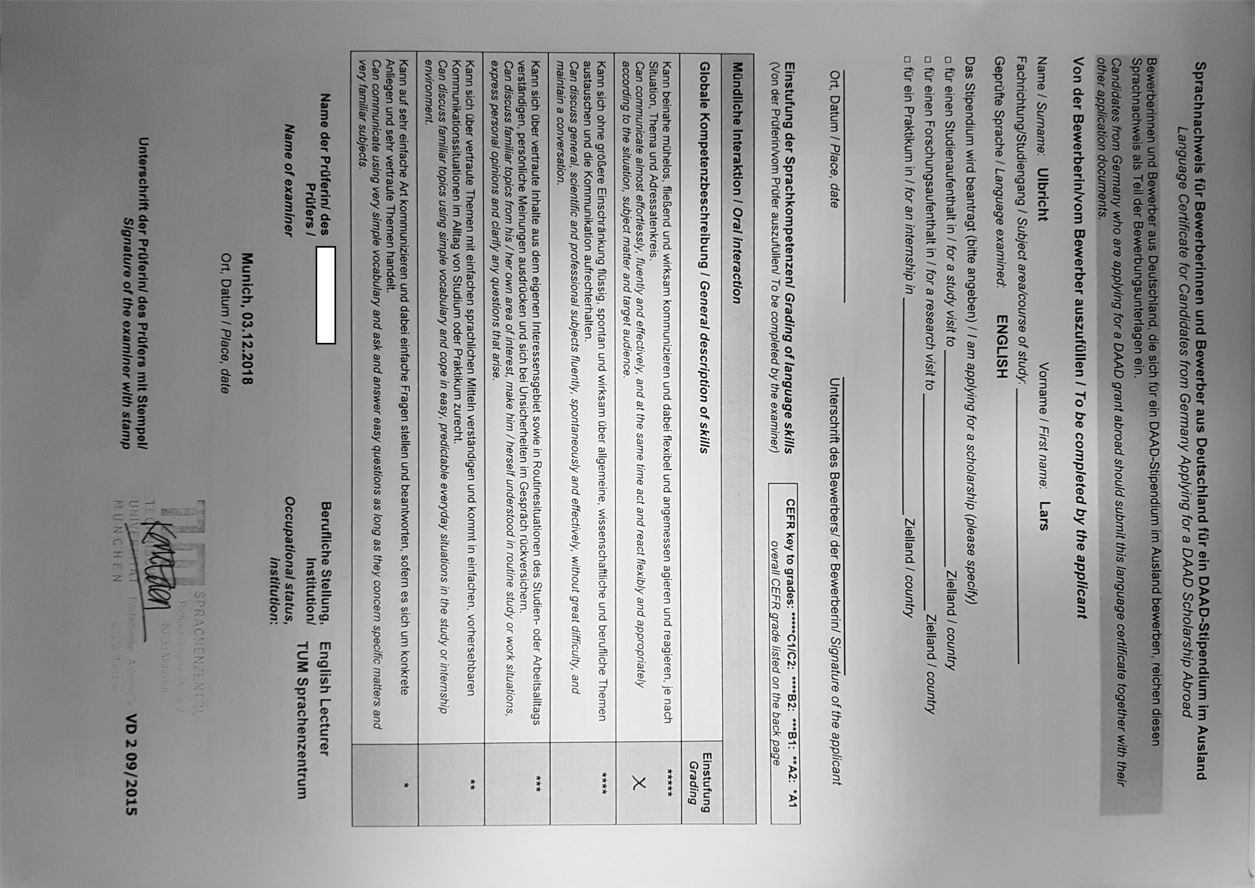 Sprachnachweis für Bewerberinnen und Bewerber aus Deutschland für ein DAAD-Stipendium im Ausland
Language Certificate for Candidates from Germany Applying for a DAAD Scholarship Abroad
Bewerberinnen und Bewerber aus Deutschland, die sich für ein DAAD-Stipendium im Ausland bewerben, reichen diesen
Sprachnachweis als Teil der Bewerbungsunterlagen ein.
Candidates from Germany who are applying for a DAAD grant abroad should submit this language certificate together with their
other application documents.
Von der Bewerberin/vom Bewerber auszufüllen / To be completed by the applicant
Name / Surname: Ulbricht Vorname / First name: Lars
Fachrichtung/Studiengang / Subject area/course of study:
Geprüfte Sprache / Language examined: ENGLISH
Das Stipendium wird beantragt (bitte angeben) / I am applying for a scholarship (please specify)
□ für einen Studienaufenthalt in / for a study visit to Zielland / country
□ für einen Forschungsaufenthalt in / for a research visit to Zielland / country
□ für ein Praktikum in / for an internship in Zielland / country
Ort, Datum / Place, date Unterschrift des Bewerbers/ der Bewerberin/ Signature of the applicant
Einstufung der Sprachkompetenzen/ Grading of language skills
(Von der Prüferin/vom Prüfer auszufüllen/ To be completed by the examiner)
CEFR key to grades: *****C1/C2: ****B2: ***B1: **A2: *A1
overall CEFR grade listed on the back page
Mündliche Interaktion / Oral interaction
Globale Kompetenzbeschreibung / General description of skills
Einstufung
Grading
Kann beinahe mühelos, fließend und wirksam kommunizieren und dabei flexibel und angemessen agieren und reagieren, je nach
Situation, Thema und Adressatenkreis.
Can communicate almost effortlessly, fluently and effectively, and at the same time act and react flexibly and appropriately
according to the situation, subject matter and target audience.
*****
X
Kann sich ohne größere Einschränkung flüssig, spontan und wirksam über allgemeine, wissenschaftliche und berufliche Themen
austauschen und die Kommunikation aufrechterhalten.
Can discuss general, scientific and professional subjects fluently, spontaneously and effectively, without great difficulty, and
maintain a conversation.
****
Kann sich über vertraute Inhalte aus dem eigenen Interessensgebiet sowie in Routinesituationen des Studien- oder Arbeitsalltags
verständigen, persönliche Meinungen ausdrücken und sich bei Unsicherheiten im Gespräch rückversichern.
Can discuss familiar topics from his / her own area of interest, make him / herself understood in routine study or work situations,
express personal opinions and clarify any questions that arise.
***
Kann sich über vertraute Themen mit einfachen sprachlichen Mitteln verständigen und kommt in einfachen, vorhersehbaren
Kommunikationssituationen im Alltag von Studium oder Praktikum zurecht.
Can discuss familiar topics using simple vocabulary and cope in easy, predictable everyday situations in the study or internship
environment.
**
Kann auf sehr einfache Art kommunizieren und dabei einfache Fragen stellen und beantworten, sofern es sich um konkrete
Anliegen und sehr vertraute Themen handelt.
Can communicate using very simple vocabulary and ask and answer easy questions as long as they concern specific matters and
very familiar subjects.
*
Name der Prüferin/ des
Prüfers /
Name of examiner
Berufliche Stellung,
Institution/
Occupational status,
institution:
English Lecturer
TUM Sprachenzentrum
Munich, 03.12.2018
Ort, Datum / Place, date
Unterschrift der Prüferin/ des Prüfers mit Stempel/
Signature of the examiner with stamp
TUM SPRACHENZENTRU
80333 München
MÜNCHEN
VD 2 09/2015